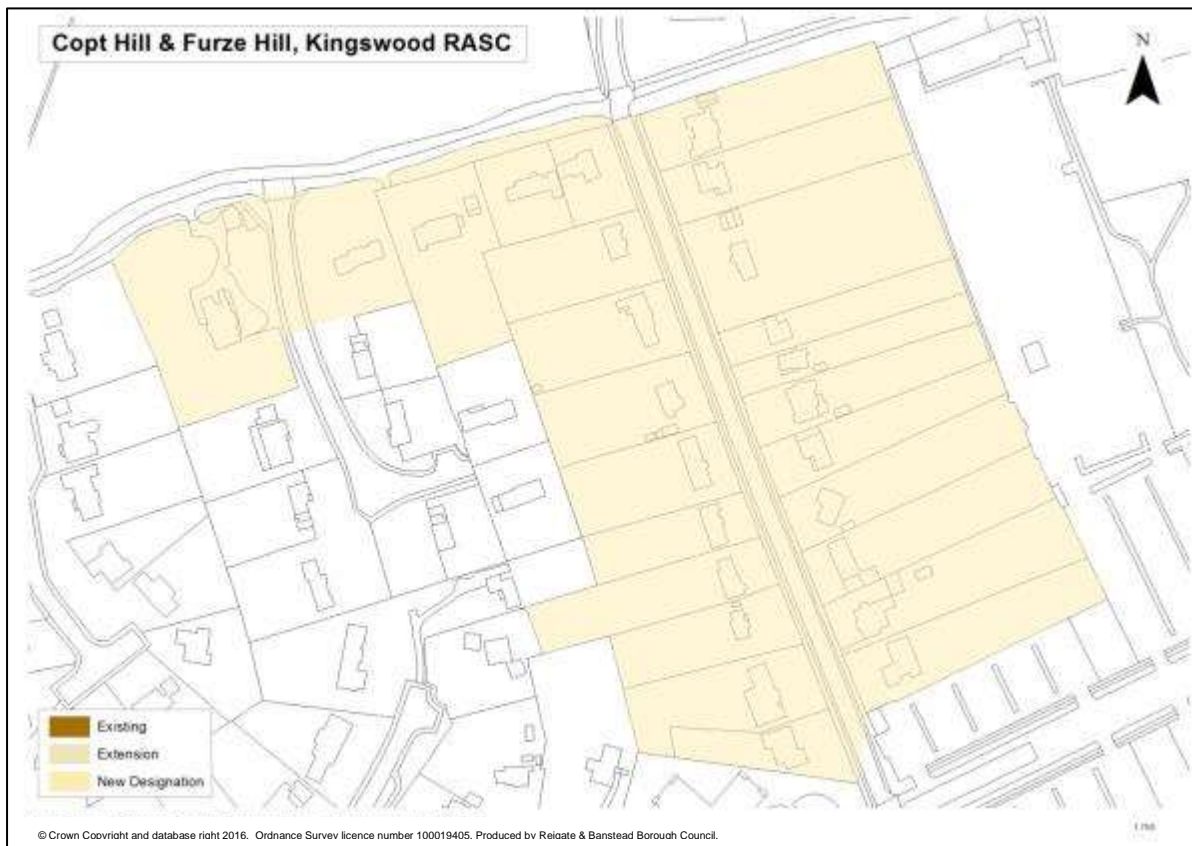 Copt Hill & Furze Hill, Kingswood RASC
N
Existing
Extension
New Designation
© Crown Copyright and database right 2016. Ordnance Survey licence number 100019405. Produced by Reigate & Banstead Borough Council.